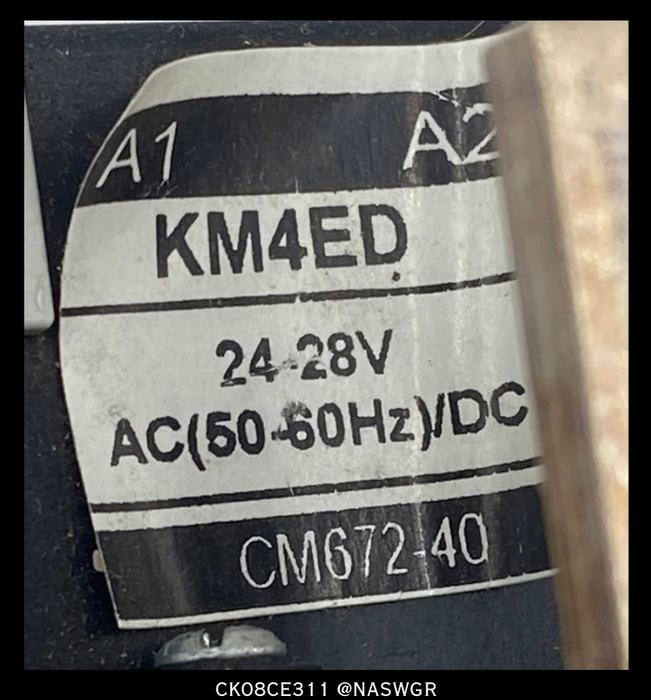 A1 A2
KM4ED
24-28V
AC(50-60Hz)/DC
CM672-40
CK08CE311 @NASWGR